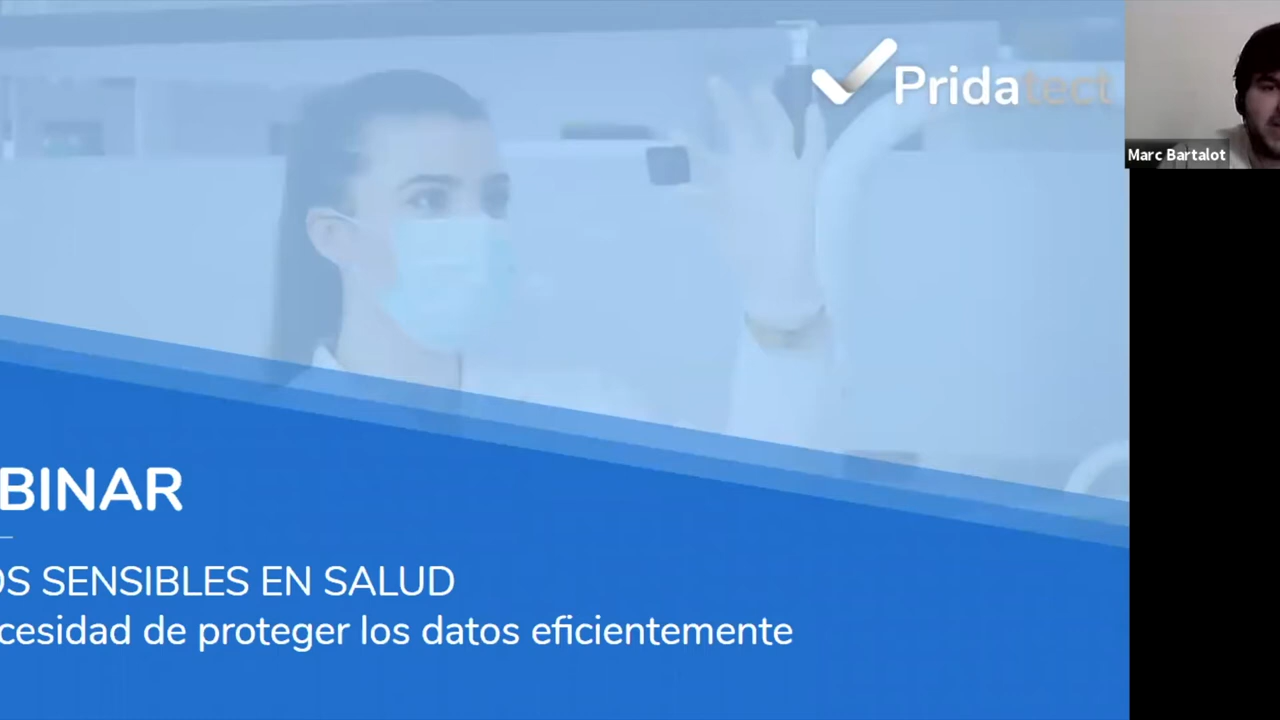 Pridatect
Marc Bartalot
BINAR
OS SENSIBLES EN SALUD
cesidad de proteger los datos eficientemente